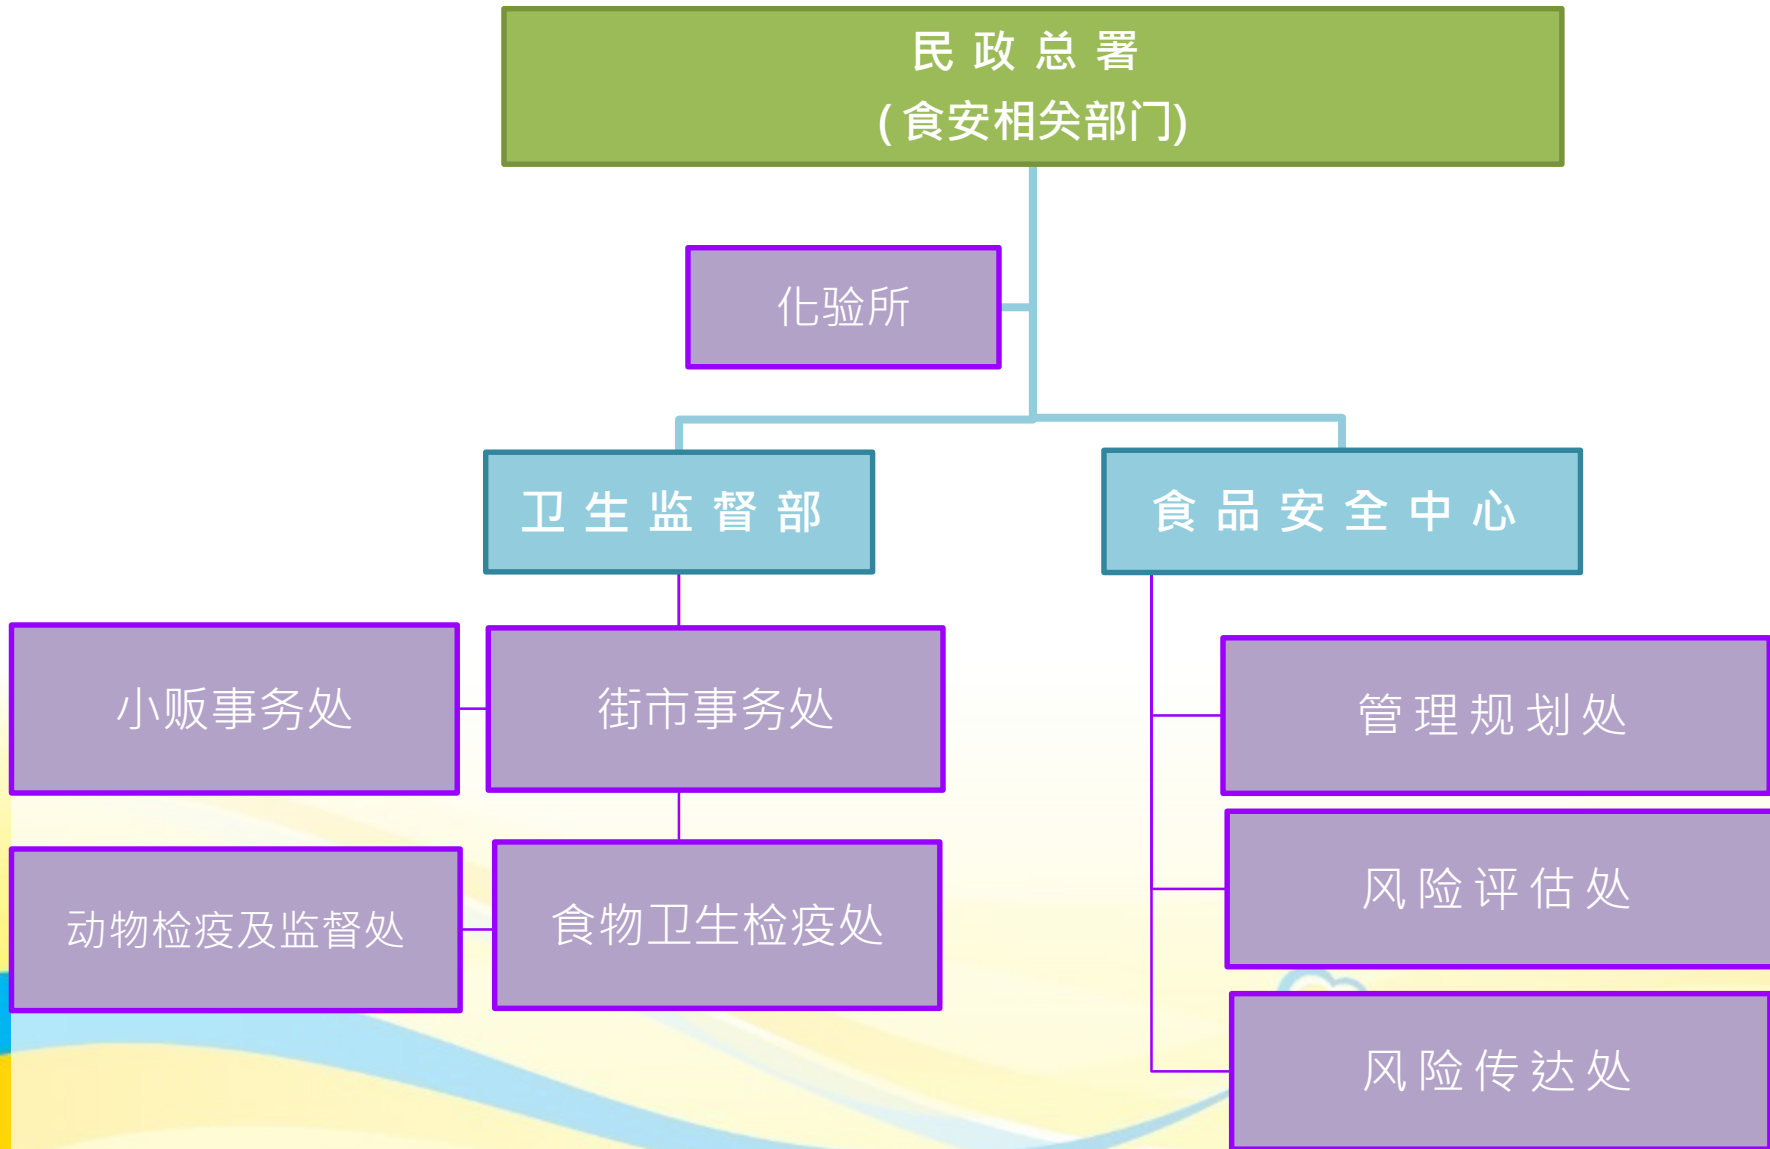 民政总署
(食安相关部门)
化验所
卫生监督部
食品安全中心
小贩事务处
街市事务处
管理规划处
动物检疫及监督处
食物卫生检疫处
风险评估处
风险传达处